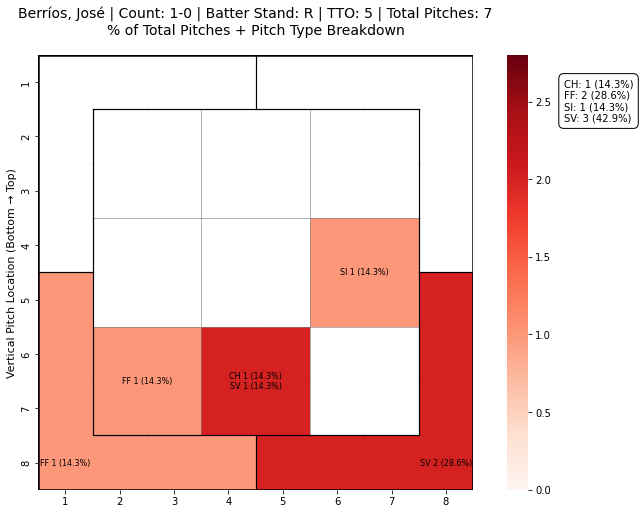 Berríos, José | Count: 1-0 | Batter Stand: R | TTO: 5 | Total Pitches: 7
% of Total Pitches + Pitch Type Breakdown
CH: 1 (14.3%)
FF: 2 (28.6%)
SI: 1 (14.3%)
SV: 3 (42.9%)
Vertical Pitch Location (Bottom → Top)
1
2
3
4
5
6
7
8
SI 1 (14.3%)
FF 1 (14.3%)
CH 1 (14.3%)
SV 1 (14.3%)
FF 1 (14.3%)
SV 2 (28.6%)
1 2 3 4 5 6 7 8
2.5
2.0
1.5
1.0
0.5
0.0